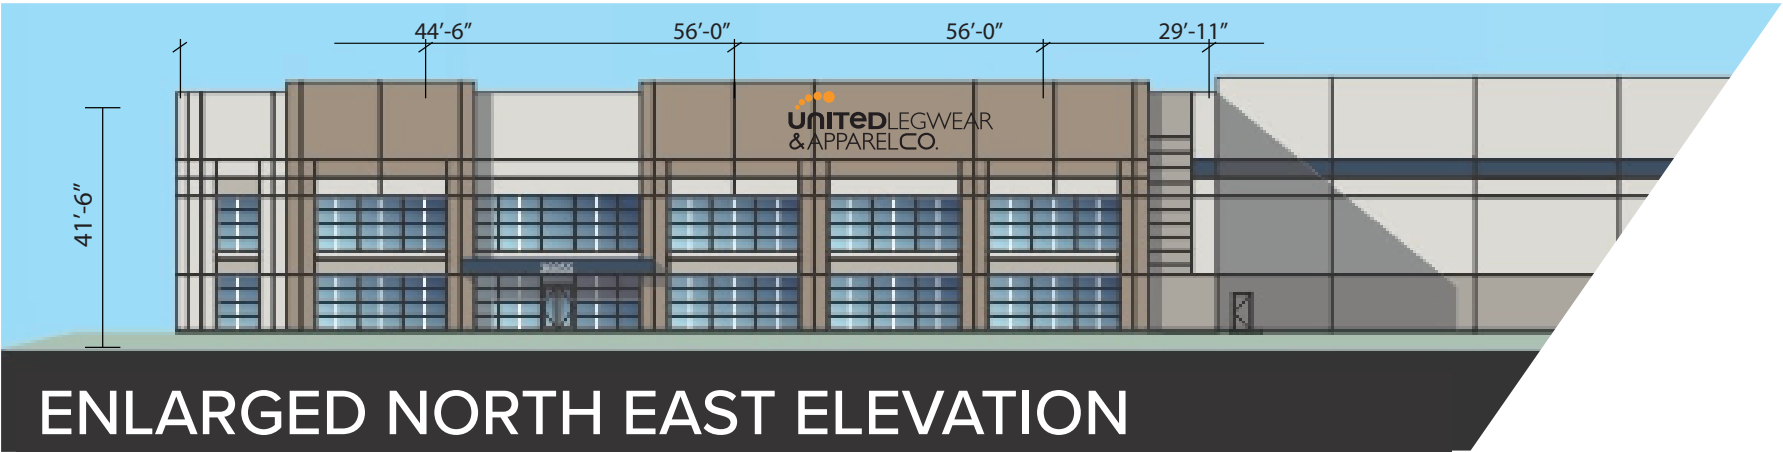 44’-6” 56’-0” 56’-0” 29’-11”
UNITEDLEGWEAR
& APPARELCO.
41’-6”
ENLARGED NORTH EAST ELEVATION